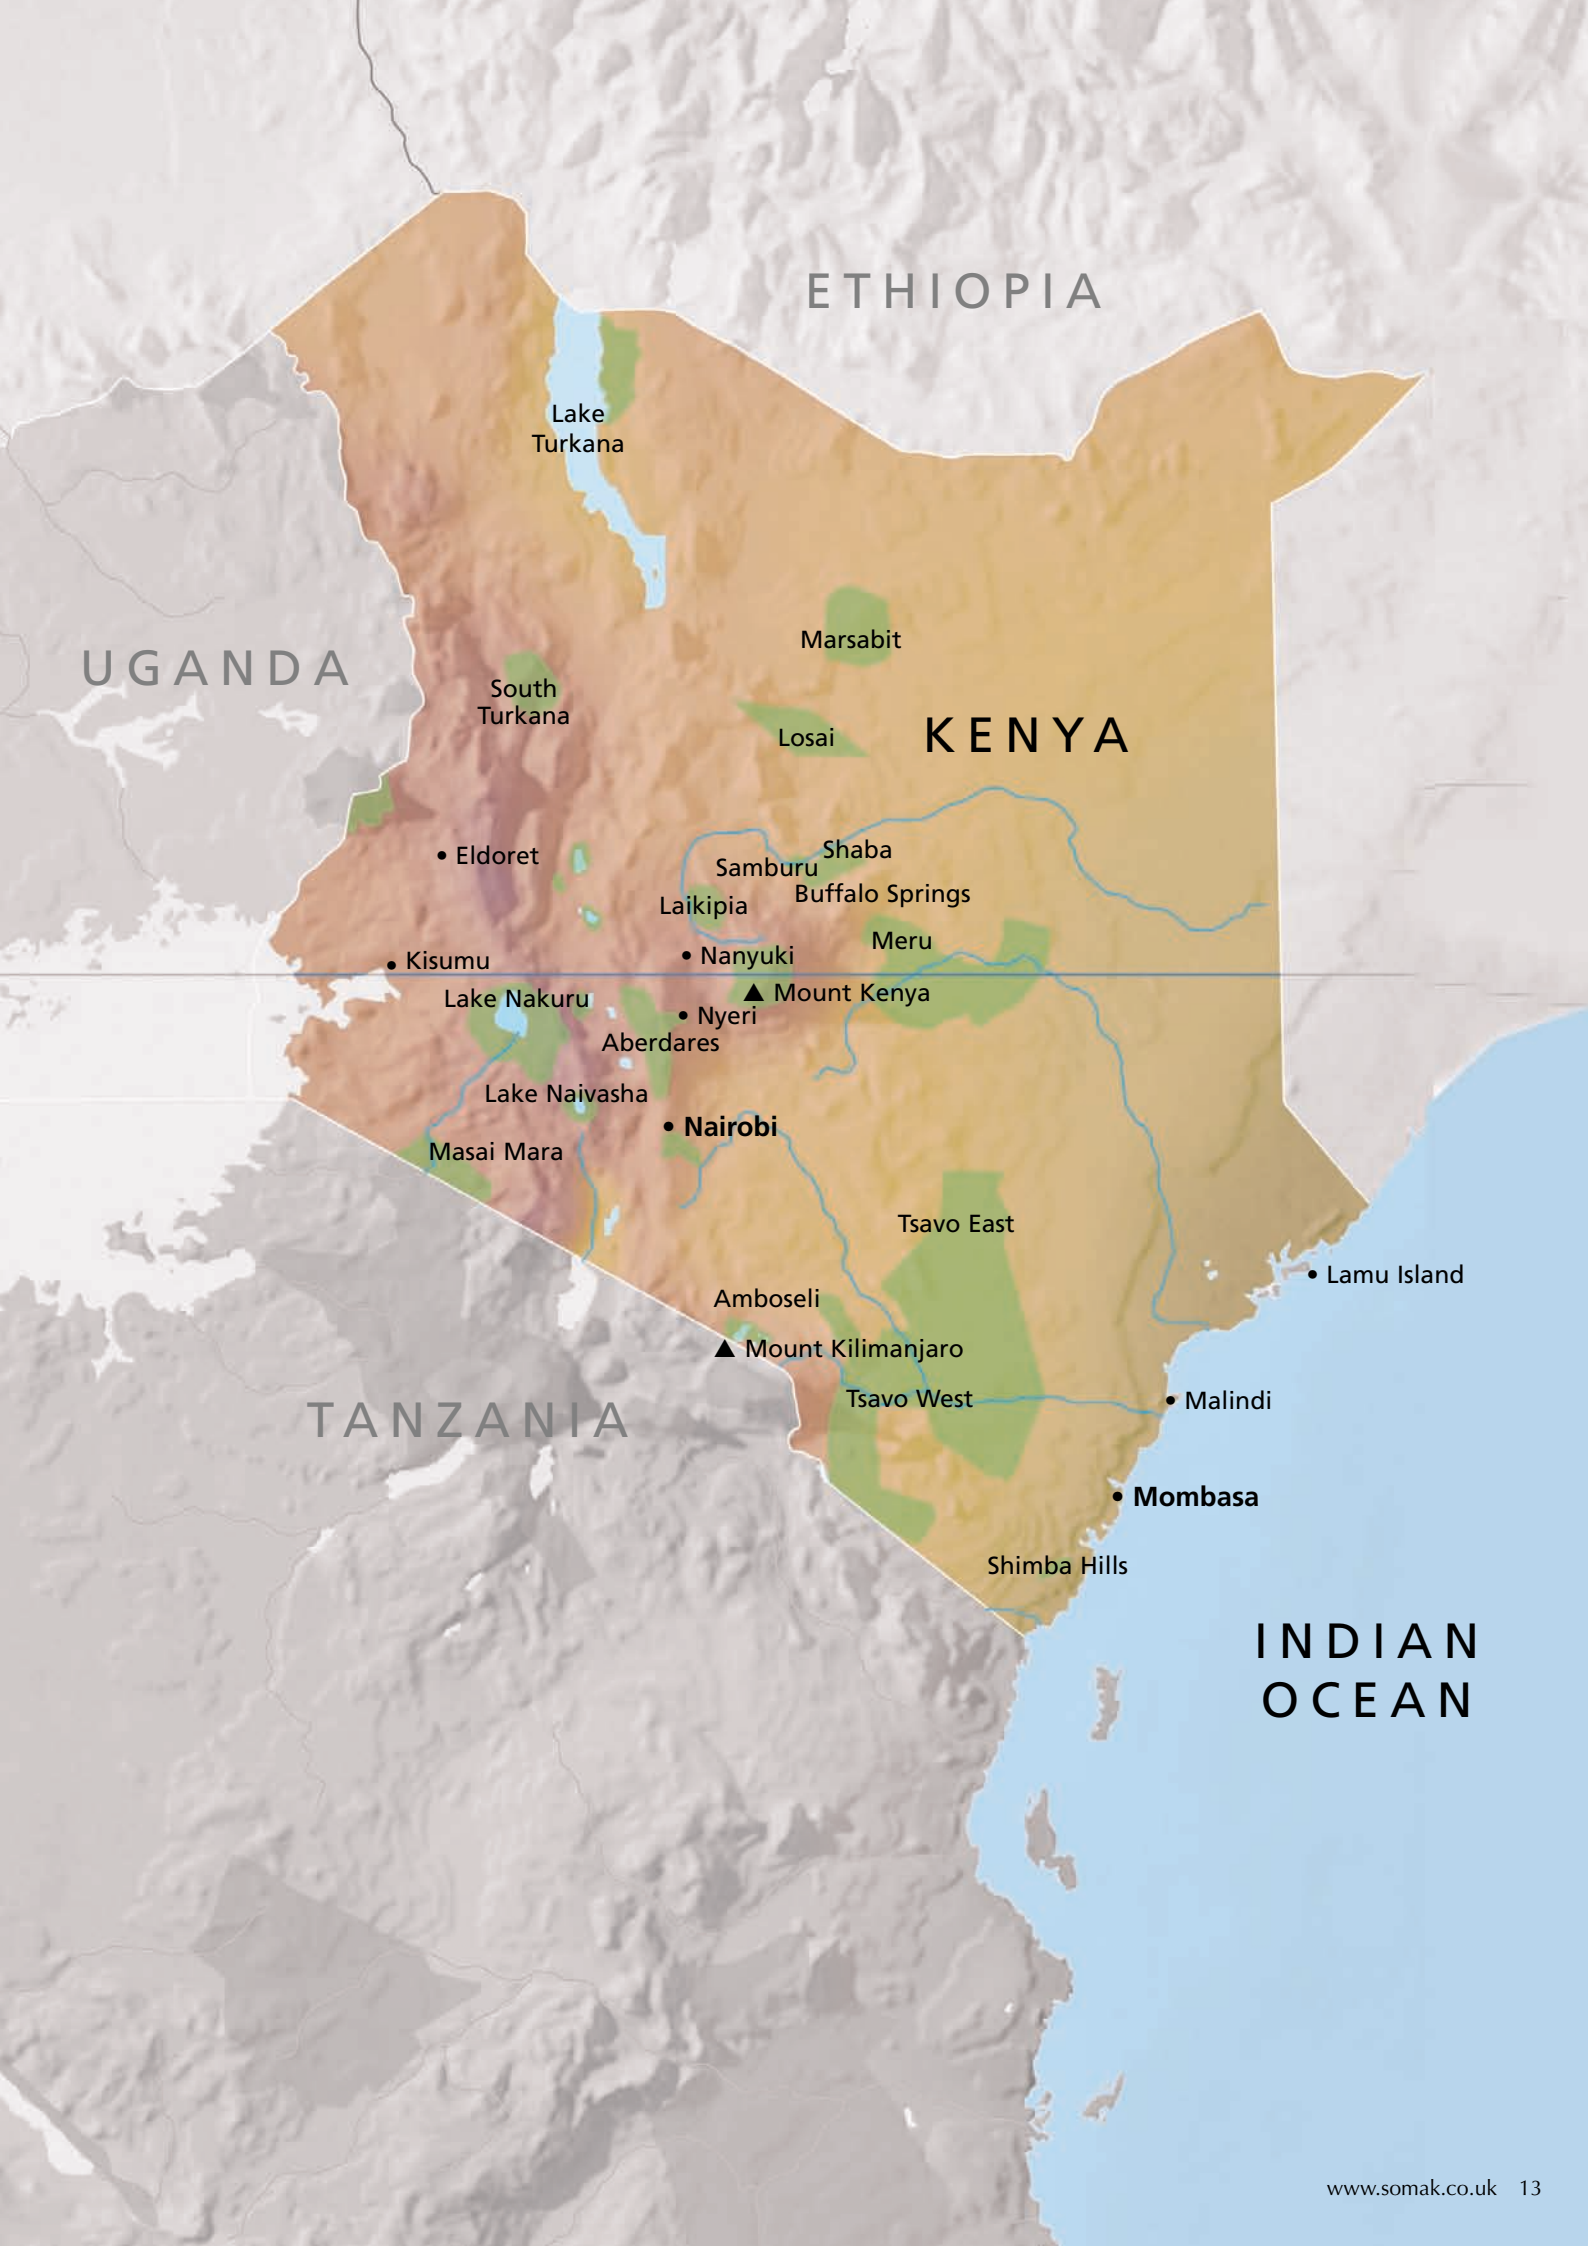 ETHIOPIA
Lake
Turkana
Marsabit
UGANDA
South
Turkana
Losai
KENYA
Eldoret
Shaba
Samburu
Buffalo Springs
Laikipia
Meru
Nanyuki
Kisumu
Lake Nakuru
Mount Kenya
Nyeri
Aberdares
Lake Naivasha
Nairobi
Masai Mara
Tsavo East
Lamu Island
Amboseli
Mount Kilimanjaro
Tsavo West
Malindi
TANZANIA
Mombasa
Shimba Hills
INDIAN
OCEAN
www.somak.co.uk 13